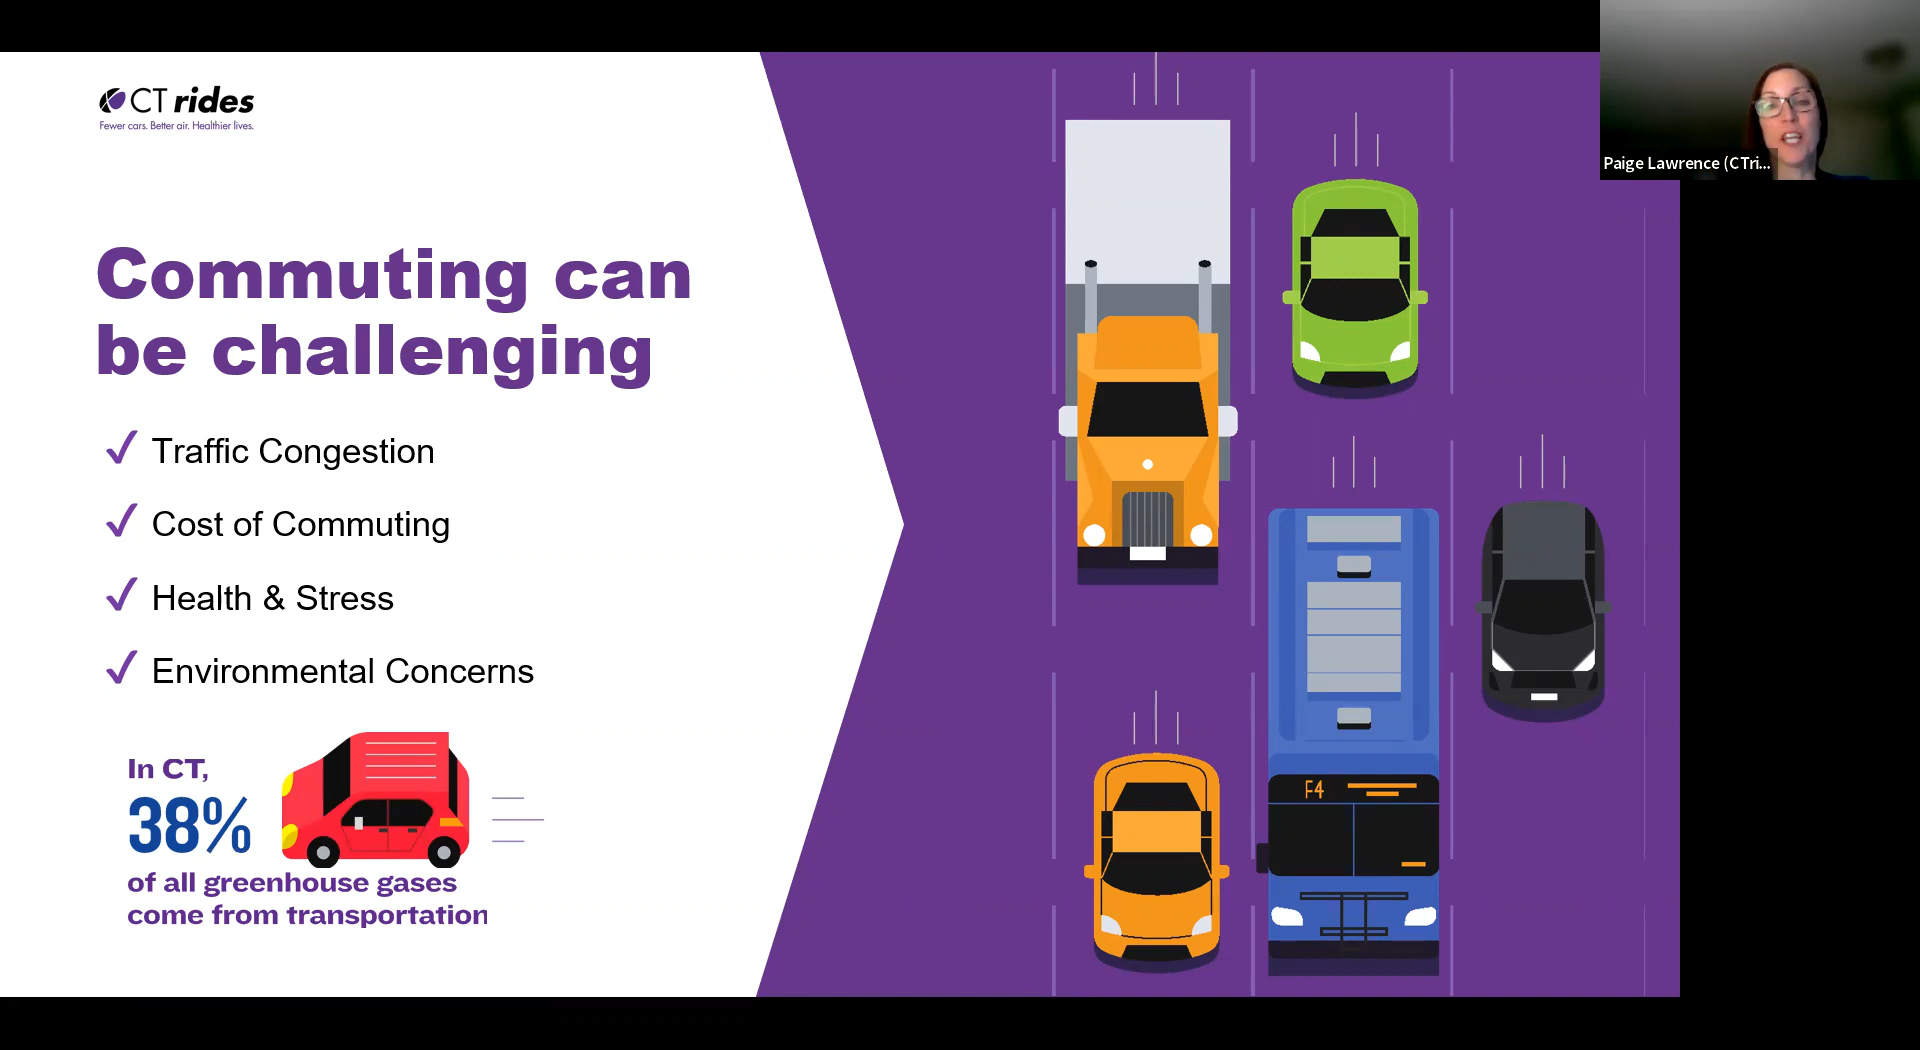 CT rides
Fewer cars. Better air. Healthier lives.
Paige Lawrence (CTri...
Commuting can
be challenging
✓ Traffic Congestion
✓ Cost of Commuting
✓ Health & Stress
✓ Environmental Concerns
In CT,
38%
of all greenhouse gases
come from transportation
F4